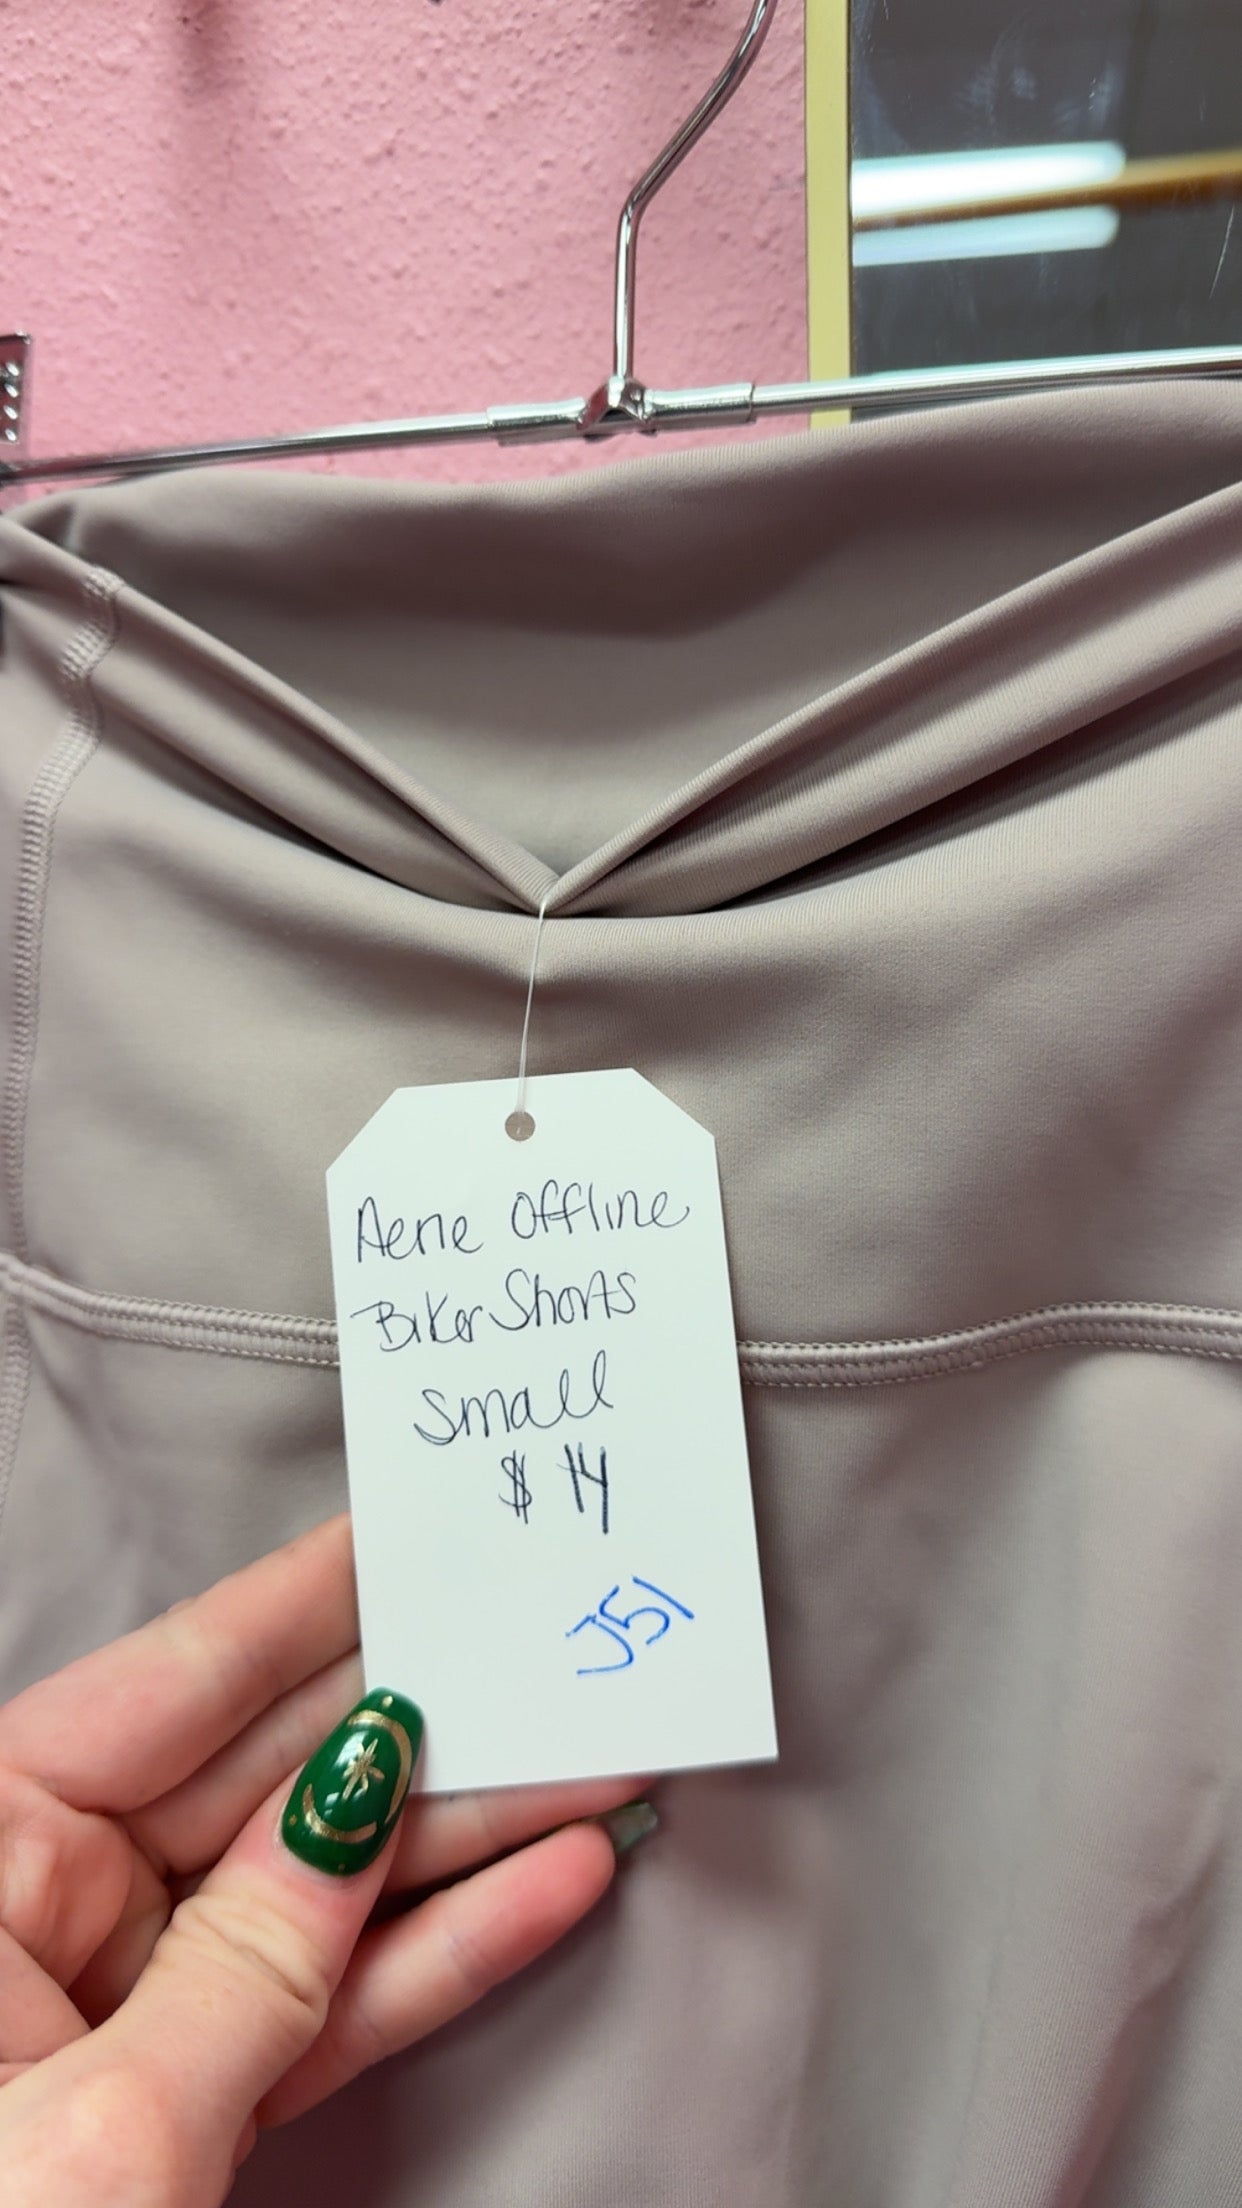 Aerie Offline
Biker Shorts
Small
$14
J51